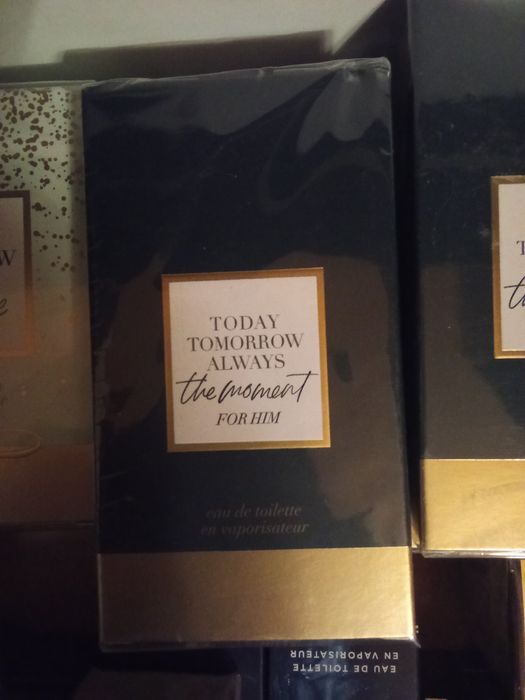 TODAY
TOMORROW
ALWAYS
the moment
FOR HIM
eau de toilette
en vaporisateur
EAU DE TOILETTE
EN VAPORISATEUR